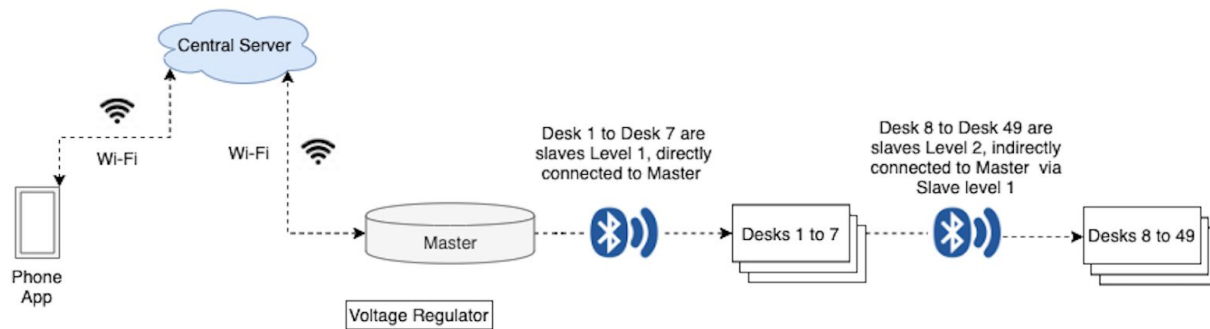 Central Server
Wi-Fi
Wi-Fi
Desk 1 to Desk 7 are
slaves Level 1, directly
connected to Master
Desk 8 to Desk 49 are
slaves Level 2, indirectly
connected to Master via
Slave level 1
Master
Desks 1 to 7
Desks 8 to 49
Phone
App
Voltage Regulator